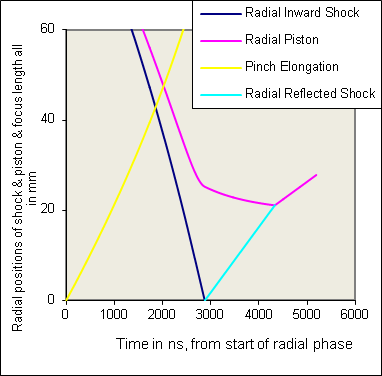 Radial Inward Shock
Radial Piston
Pinch Elongation
Radial Reflected Shock
Radial positions of shock & piston & focus length all
in mm
60
40
20
0
0 1000 2000 3000 4000 5000 6000
Time in ns, from start of radial phase